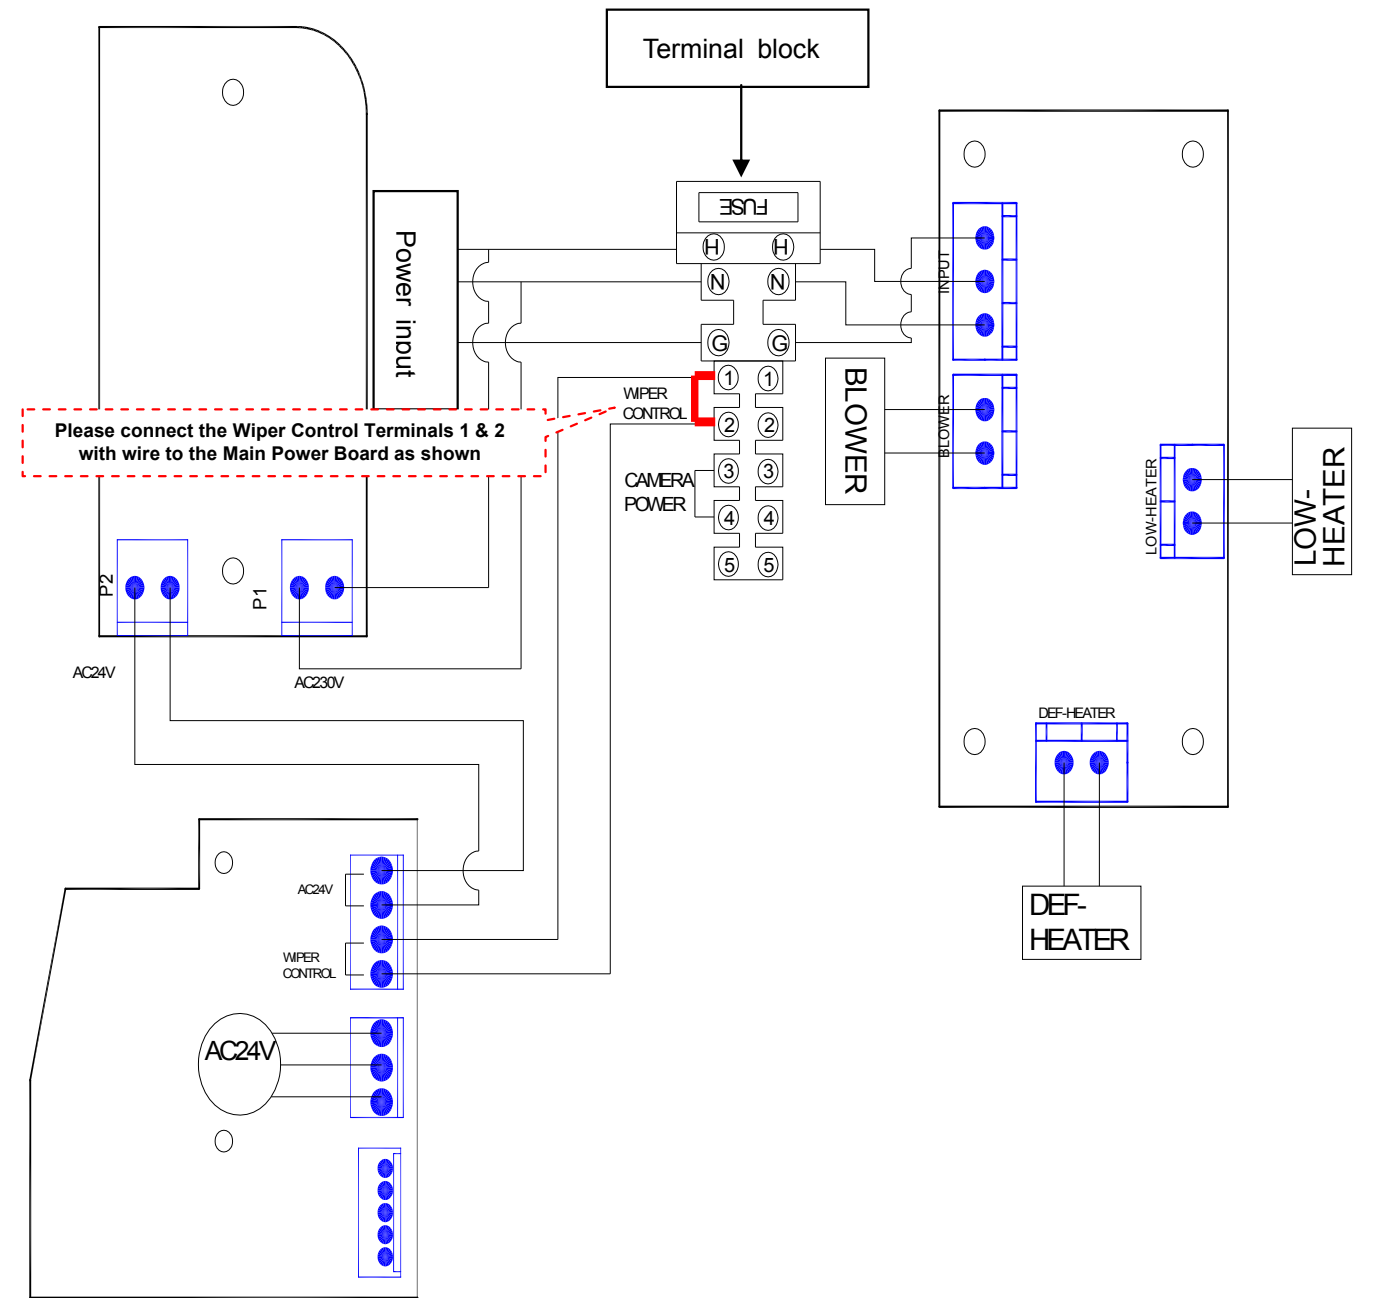 Terminal block
FUSE
H H
N N
G G
1 1
2 2
3 3
4 4
5 5
Power input
WIPER
CONTROL
CAMERA
POWER
Please connect the Wiper Control Terminals 1 & 2
with wire to the Main Power Board as shown
INPUT
BLOWER
BLOWER
LOW-HEATER
LOW-
HEATER
P2
P1
AC24V
AC230V
DEF-HEATER
DEF-
HEATER
AC24V
WIPER
CONTROL
AC24V